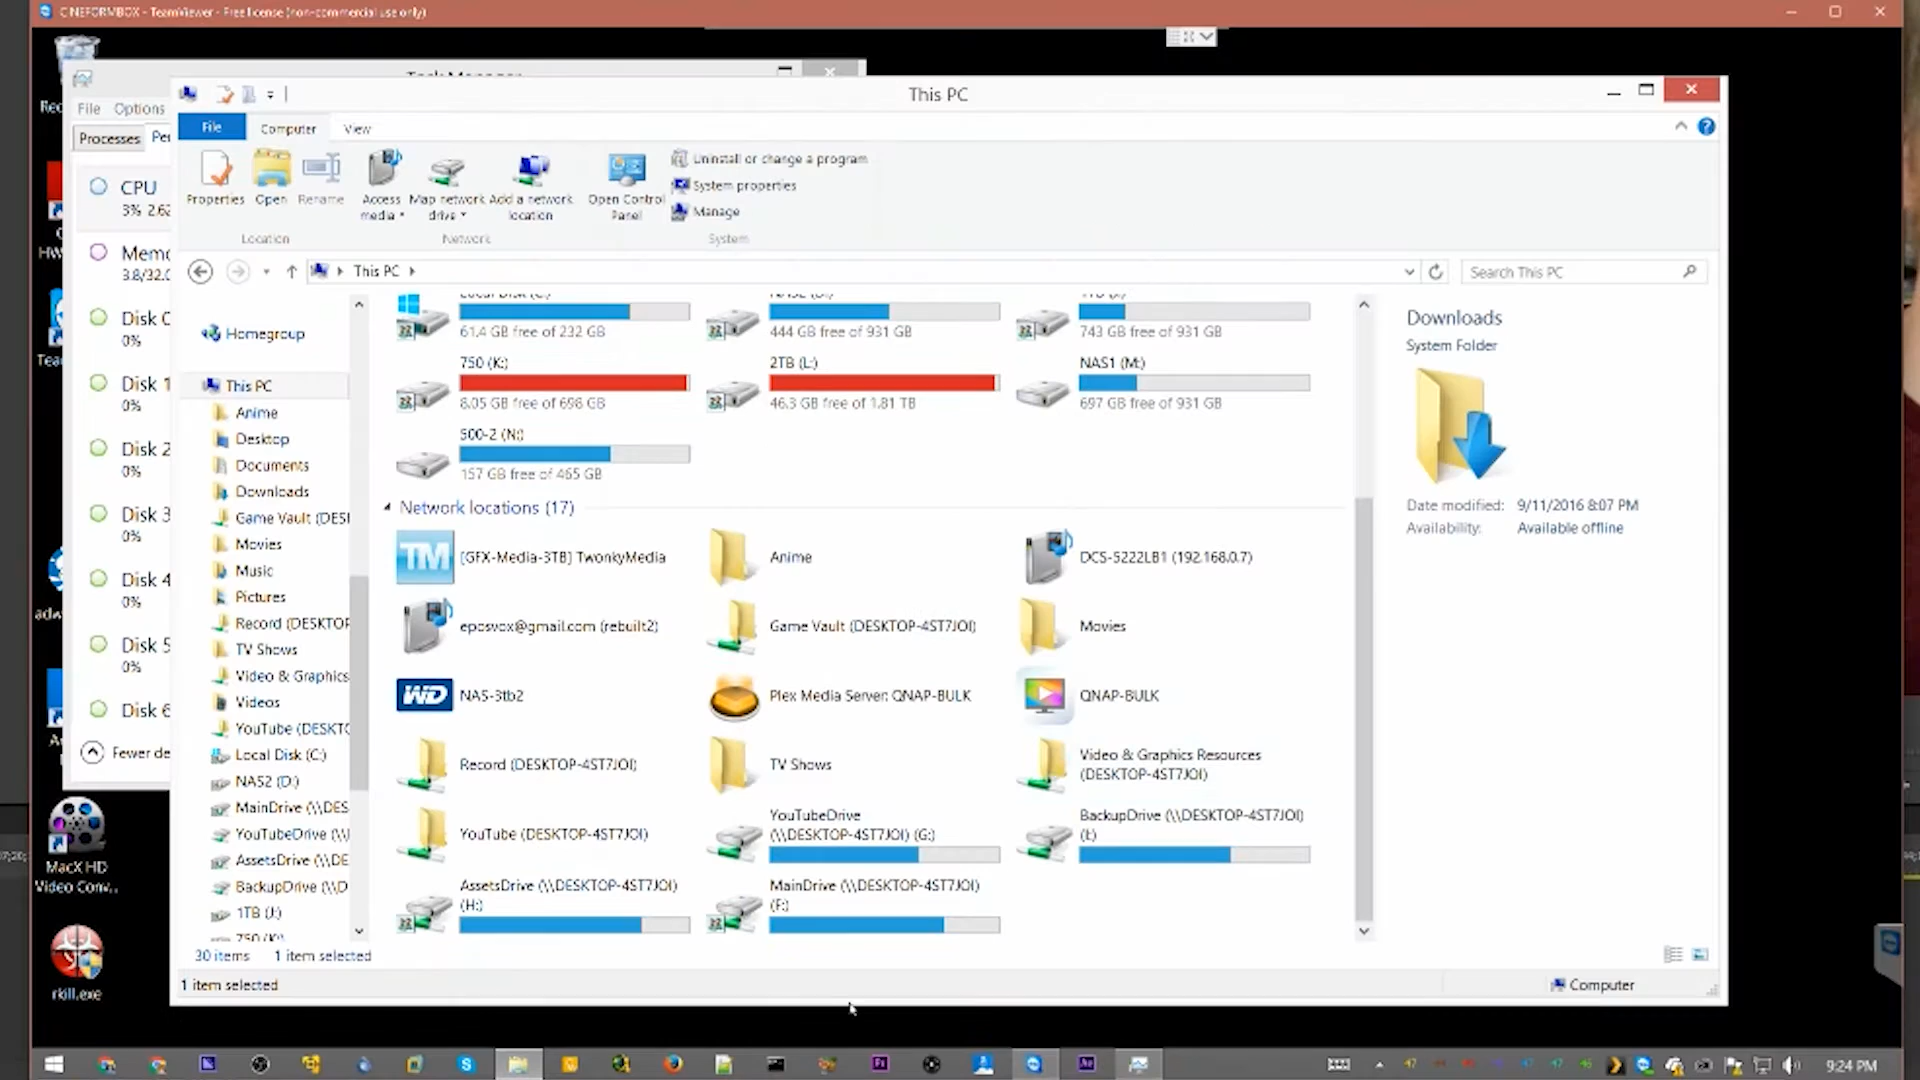 CINEFORMBOX - TeamViewer - Free license (non-commercial use only)
Task Manager
File Options
Processes
CPU
3%
3.8/32.0
0%
Disk 1
0%
Disk 2
0%
Disk 3
0%
Disk 4
0%
Disk 5
0%
MacX HD
Video Conv...
rkill.exe
This PC
File Computer View
Properties Open Rename
Access media
Map network drive
Add a network location
Open Control Panel
Uninstall or change a program
System properties
Manage
Location Network System
This PC
Search This PC
Homegroup
This PC
Anime
Desktop
Documents
Downloads
Game Vault (DESI
Movies
Music
Pictures
Record (DESKTOP
TV Shows
Video & Graphics
Videos
YouTube (DESKTO
Local Disk (C:)
NAS2 (D:)
MainDrive (\\DES
YouTubeDrive (\\
AssetsDrive (\\DE
BackupDrive (\\D
1TB (J:)
750 (K:)
Local Disk (C:)
61.4 GB free of 232 GB
NAS2 (D:)
444 GB free of 931 GB
1TB (J:)
743 GB free of 931 GB
750 (K:)
8.05 GB free of 698 GB
2TB (L:)
46.3 GB free of 1.81 TB
NAS1 (M:)
697 GB free of 931 GB
500-2 (N:)
157 GB free of 465 GB
Network locations (17)
TM
[GFX-Media-3TB] TwonkyMedia
Anime
DCS-5222LB1 (192.168.0.7)
eposvox@gmail.com (rebuilt2)
Game Vault (DESKTOP-4ST7JOI)
Movies
WD
NAS-3tb2
Plex Media Server: QNAP-BULK
QNAP-BULK
Record (DESKTOP-4ST7JOI)
TV Shows
Video & Graphics Resources
(DESKTOP-4ST7JOI)
YouTube (DESKTOP-4ST7JOI)
YouTubeDrive
(\\DESKTOP-4ST7JOI) (G:)
BackupDrive (\\DESKTOP-4ST7JOI)
(I:)
AssetsDrive (\\DESKTOP-4ST7JOI)
(H:)
MainDrive (\\DESKTOP-4ST7JOI)
(F:)
Downloads
System Folder
Date modified: 9/11/2016 8:07 PM
Availability: Available offline
30 items 1 item selected
1 item selected
Computer
9:24 PM